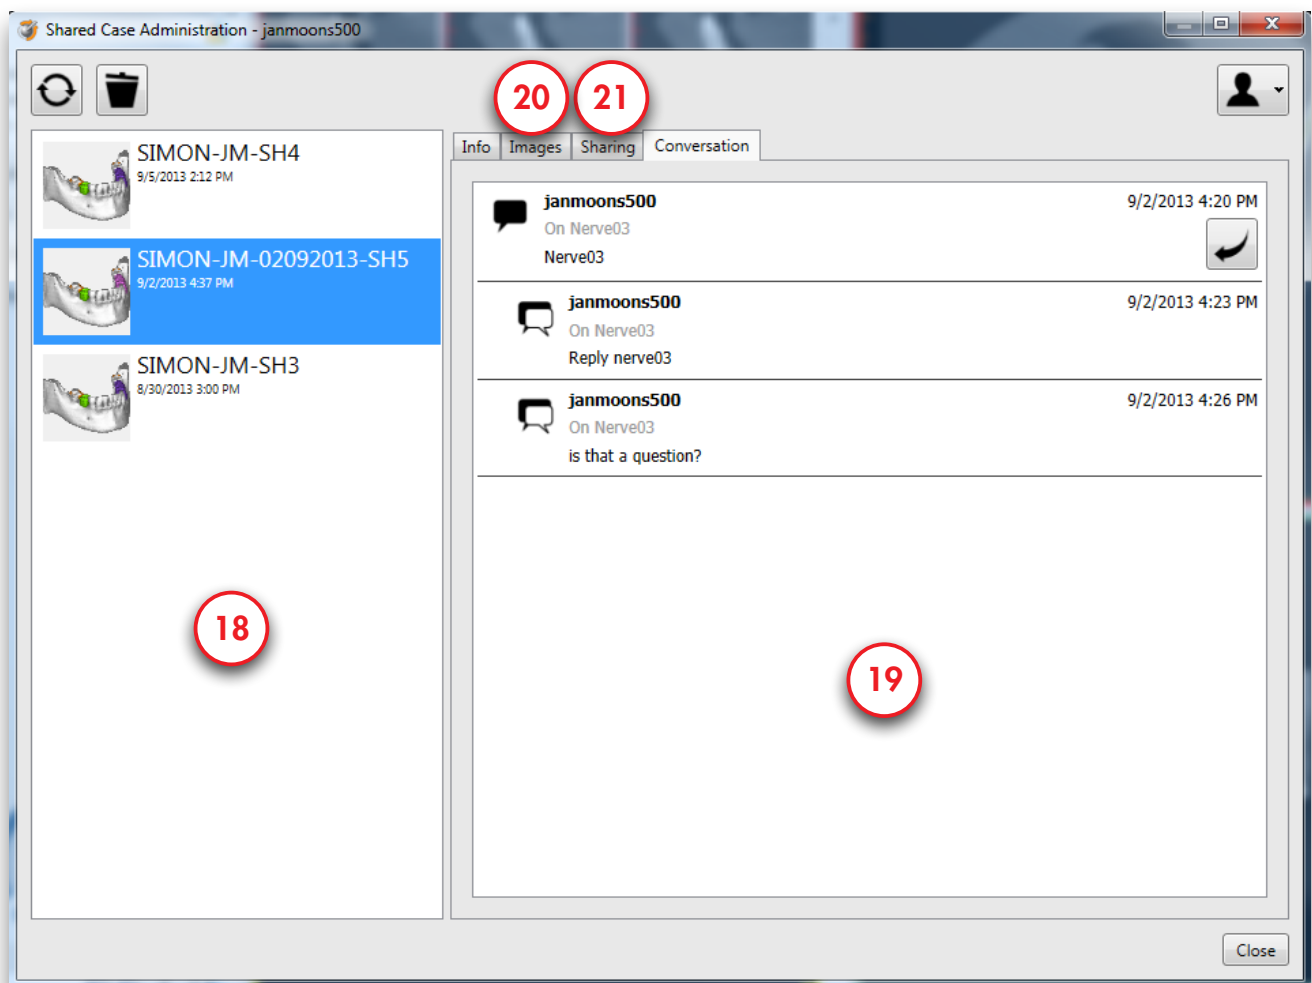 Shared Case Administration - janmoons500
20
21
Info Images Sharing Conversation
SIMON-JM-SH4
9/5/2013 2:12 PM
SIMON-JM-02092013-SH5
9/2/2013 4:37 PM
SIMON-JM-SH3
8/30/2013 3:00 PM
18
janmoons500 9/2/2013 4:20 PM
On Nerve03
Nerve03
janmoons500 9/2/2013 4:23 PM
On Nerve03
Reply nerve03
janmoons500 9/2/2013 4:26 PM
On Nerve03
is that a question?
19
Close